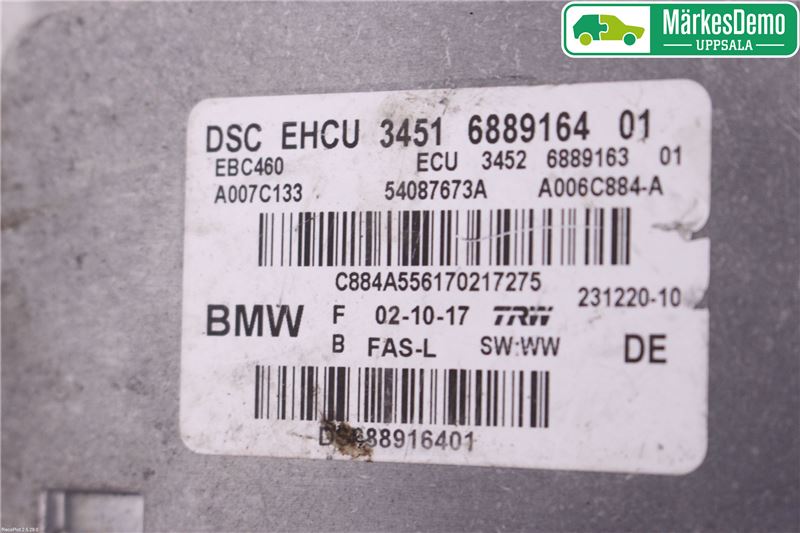 MärkesDemo
UPPSALA
DSC EHCU 3451 6889164 01
EBC460 ECU 3452 6889163 01
A007C133 54087673A A006C884-A
C884A556170217275
231220-10
BMW F 02-10-17 TRW
B FAS-L SW:WW DE